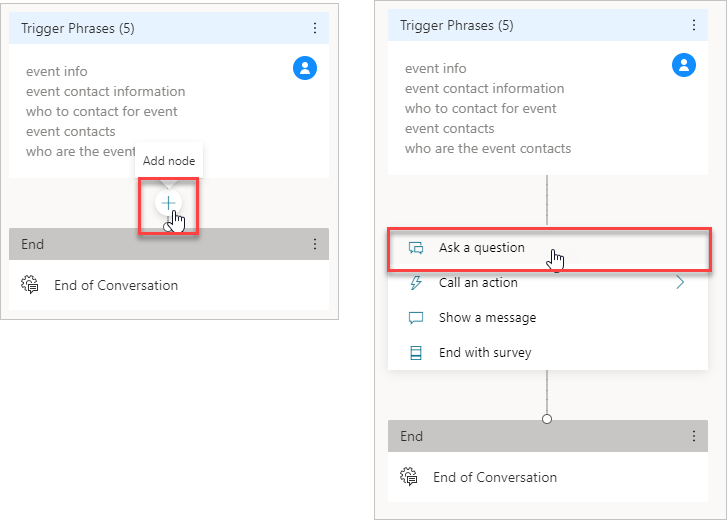 Trigger Phrases (5)
event info
event contact information
who to contact for event
event contacts
who are the event
Add node
End
End of Conversation
Trigger Phrases (5)
event info
event contact information
who to contact for event
event contacts
who are the event contacts
Ask a question
Call an action
Show a message
End with survey
End
End of Conversation